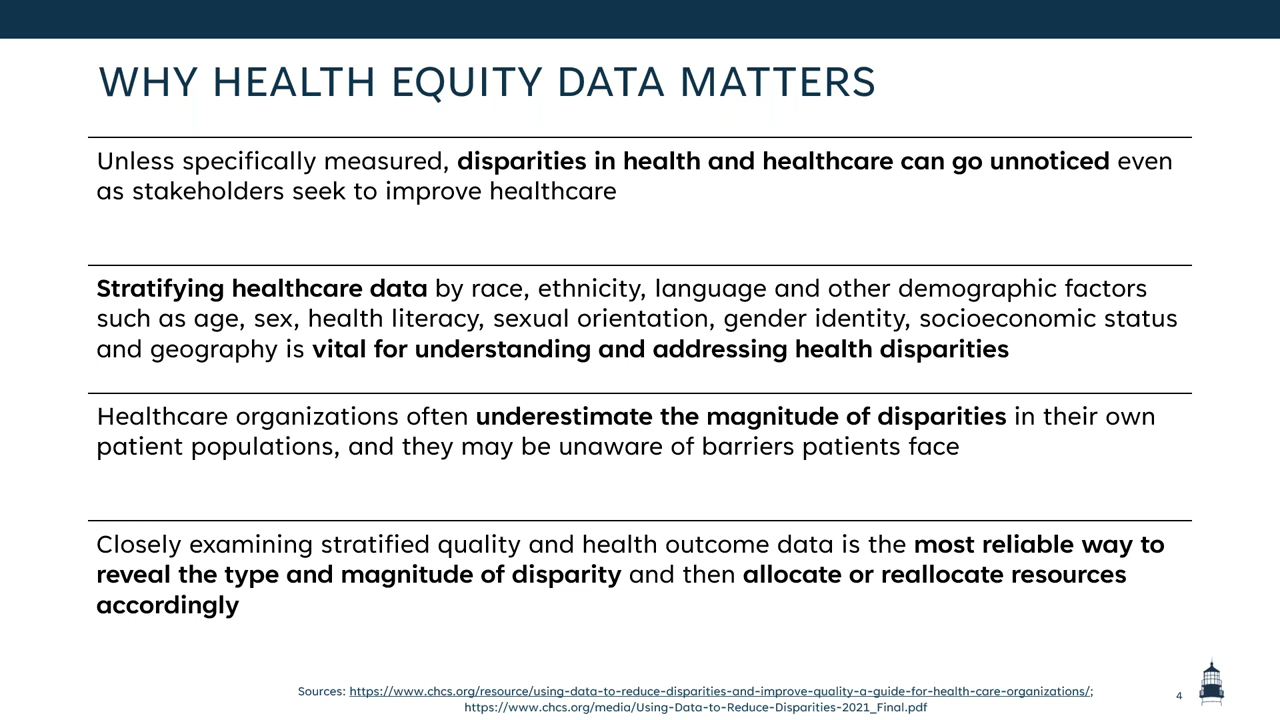 WHY HEALTH EQUITY DATA MATTERS
Unless specifically measured, disparities in health and healthcare can go unnoticed even
as stakeholders seek to improve healthcare
Stratifying healthcare data by race, ethnicity, language and other demographic factors
such as age, sex, health literacy, sexual orientation, gender identity, socioeconomic status
and geography is vital for understanding and addressing health disparities
Healthcare organizations often underestimate the magnitude of disparities in their own
patient populations, and they may be unaware of barriers patients face
Closely examining stratified quality and health outcome data is the most reliable way to
reveal the type and magnitude of disparity and then allocate or reallocate resources
accordingly
Sources: https://www.chcs.org/resource/using-data-to-reduce-disparities-and-improve-quality-a-guide-for-health-care-organizations/;
https://www.chcs.org/media/Using-Data-to-Reduce-Disparities-2021_Final.pdf
4